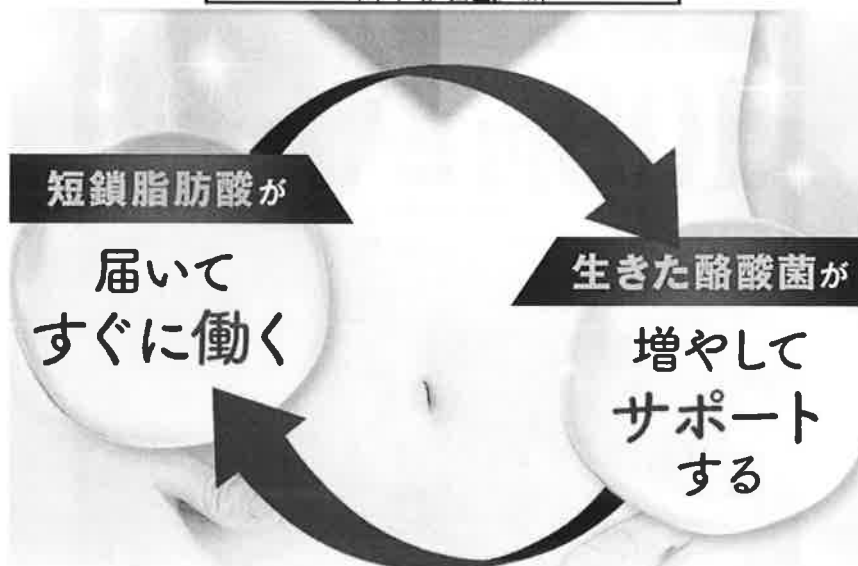 短鎖脂肪酸が
届いて
すぐに働く
生きた酪酸菌が
増やして
サポート
する